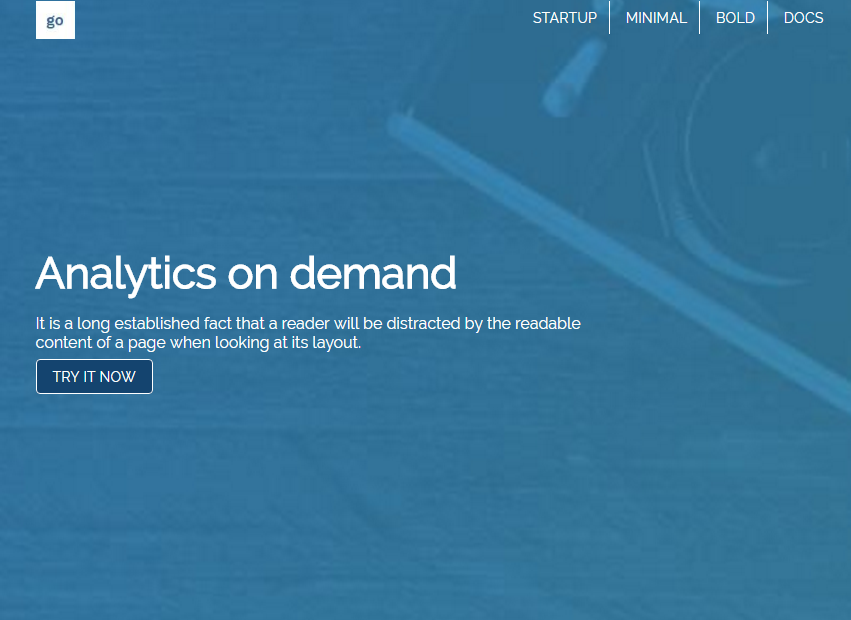 go
STARTUP MINIMAL BOLD DOCS
Analytics on demand
It is a long established fact that a reader will be distracted by the readable
content of a page when looking at its layout.
TRY IT NOW